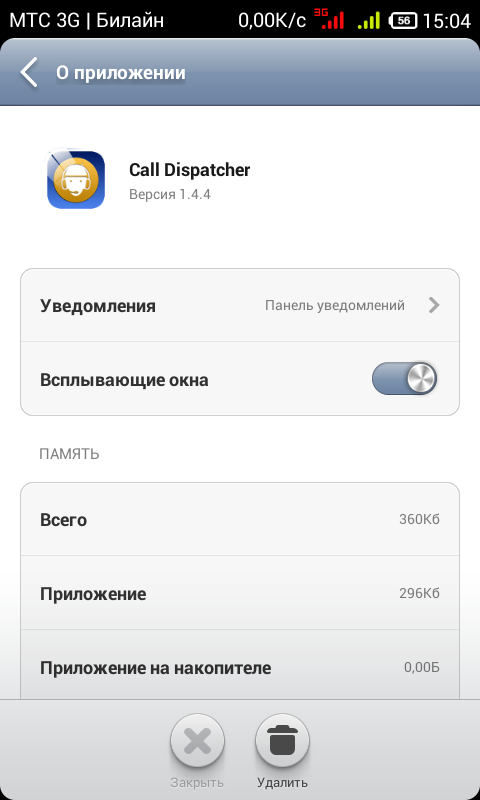 МТС 3G | Билайн 0,00К/с 3G 56 15:04
О приложении
Call Dispatcher
Версия 1.4.4
Уведомления Панель уведомлений
Всплывающие окна
ПАМЯТЬ
Всего 360Кб
Приложение 296Кб
Приложение на накопителе 0,00Б
Закрыть Удалить